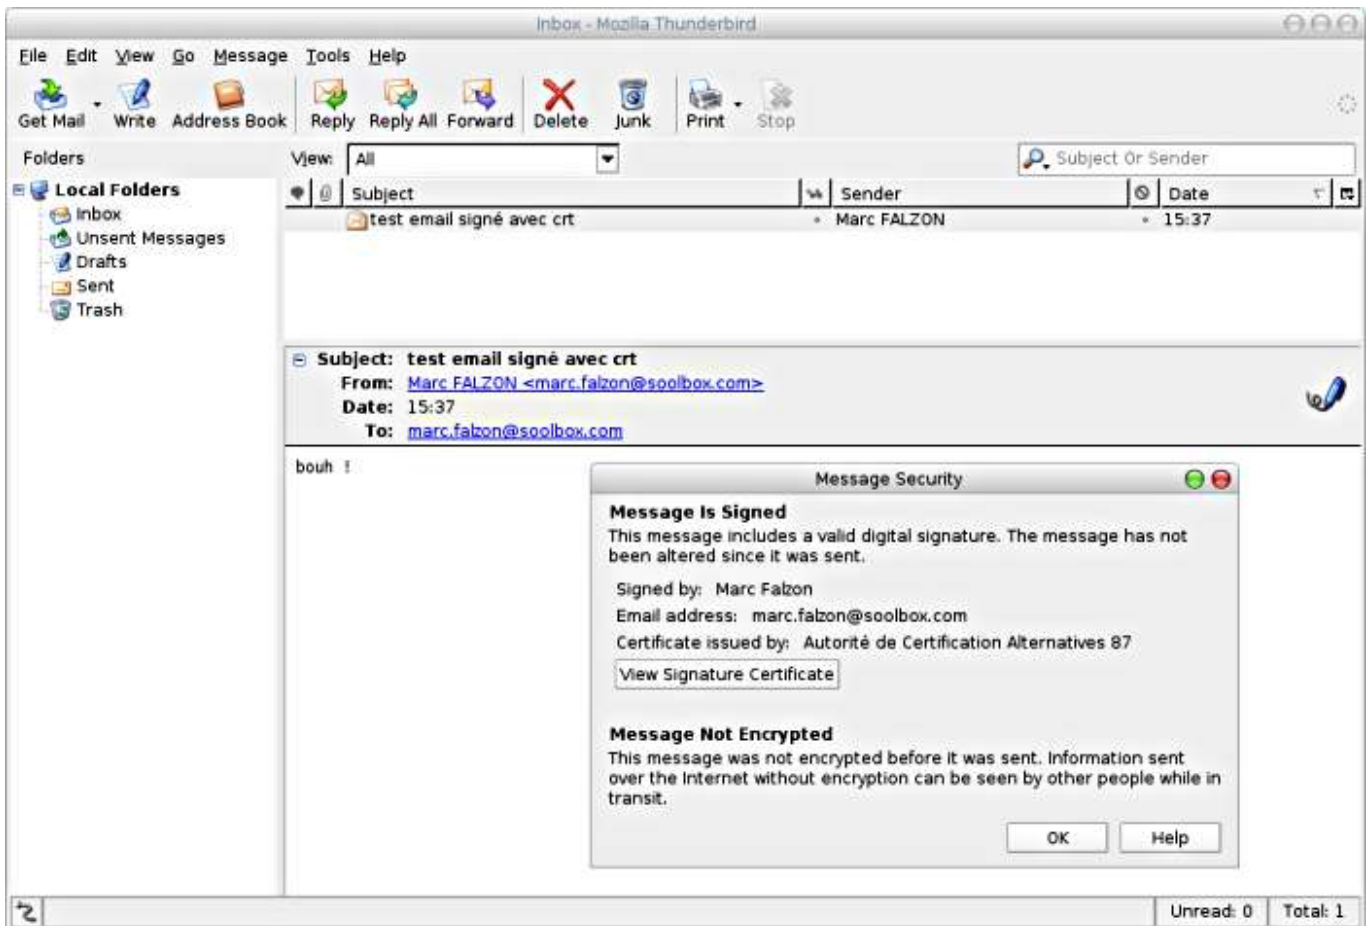 Inbox - Mozilla Thunderbird
File Edit View Go Message Tools Help
Get Mail Write Address Book Reply Reply All Forward Delete Junk Print Stop
Folders View: All Subject Or Sender
Local Folders Subject Sender Date
Inbox test email signé avec crt Marc FALZON 15:37
Unsent Messages
Drafts
Sent
Trash
Subject: test email signé avec crt
From: Marc FALZON <marc.falzon@soolbox.com>
Date: 15:37
To: marc.falzon@soolbox.com
bouh !
Message Security
Message Is Signed
This message includes a valid digital signature. The message has not
been altered since it was sent.
Signed by: Marc Falzon
Email address: marc.falzon@soolbox.com
Certificate issued by: Autorité de Certification Alternatives 87
View Signature Certificate
Message Not Encrypted
This message was not encrypted before it was sent. Information sent
over the Internet without encryption can be seen by other people while in
transit.
OK Help
Unread: 0 Total: 1